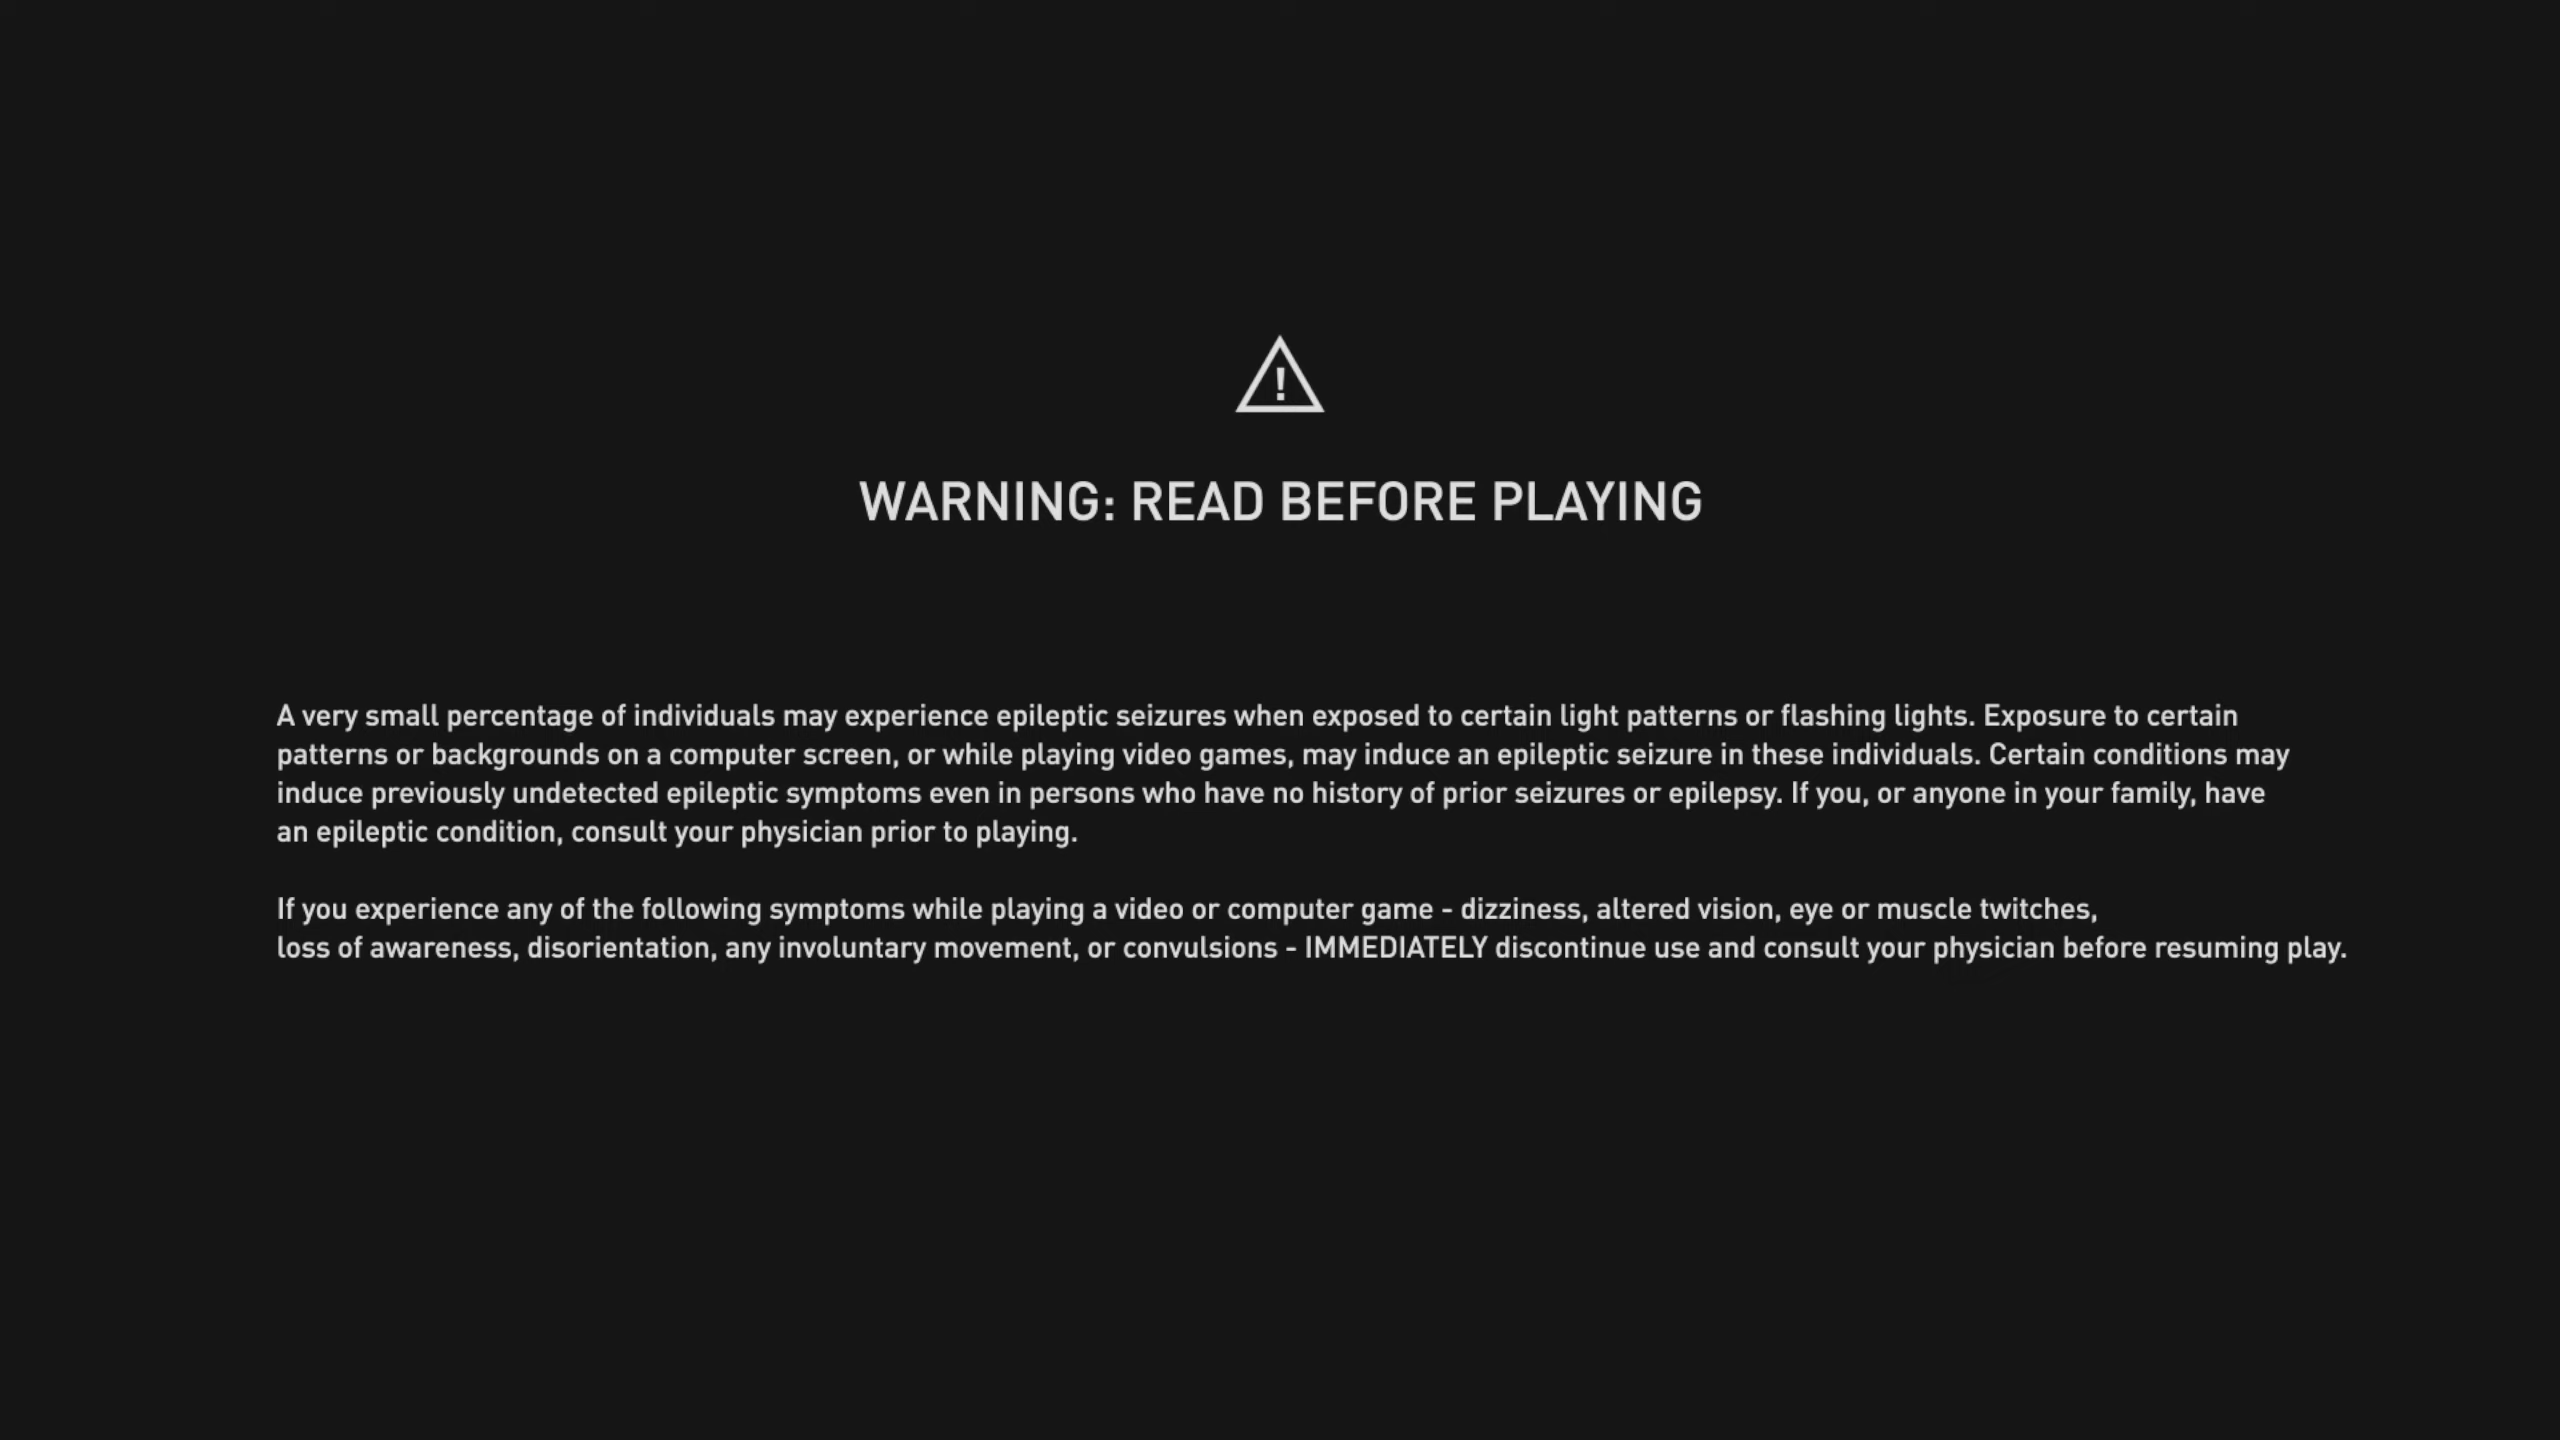 !
WARNING: READ BEFORE PLAYING
A very small percentage of individuals may experience epileptic seizures when exposed to certain light patterns or flashing lights. Exposure to certain
patterns or backgrounds on a computer screen, or while playing video games, may induce an epileptic seizure in these individuals. Certain conditions may
induce previously undetected epileptic symptoms even in persons who have no history of prior seizures or epilepsy. If you, or anyone in your family, have
an epileptic condition, consult your physician prior to playing.
If you experience any of the following symptoms while playing a video or computer game - dizziness, altered vision, eye or muscle twitches,
loss of awareness, disorientation, any involuntary movement, or convulsions - IMMEDIATELY discontinue use and consult your physician before resuming play.